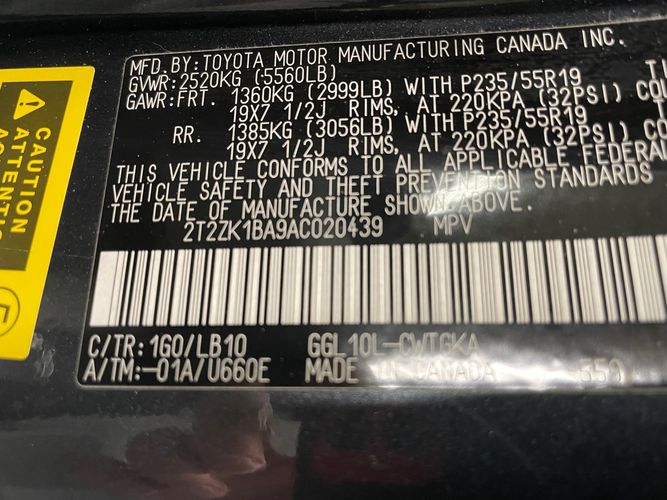 MFD. BY: TOYOTA MOTOR MANUFACTURING CANADA INC.
GVWR: 2520KG (5560LB)
GAWR: FRT. 1360KG (2999LB) WITH P235/55R19
19X7 1/2J RIMS, AT 220KPA (32PSI)
RR. 1385KG (3056LB) WITH P235/55R19
19X7 1/2J RIMS, AT 220KPA (32PSI)
THIS VEHICLE CONFORMS TO ALL APPLICABLE FEDERAL
VEHICLE SAFETY AND THEFT PREVENTION STANDARDS
THE DATE OF MANUFACTURE SHOWN ABOVE.
2T2ZK1BA9AC020439 MPV
C/TR: 1G0/LB10 GGL10L-CWTGKA
A/TM: -01A/U660E MADE IN CANADA
CAUTION
ATTENTION